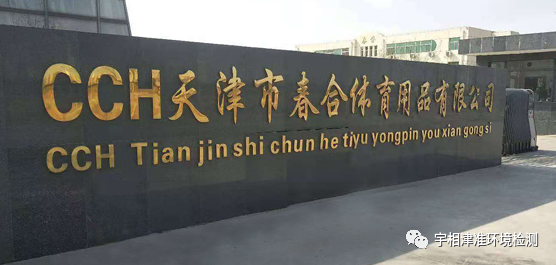 CCH天津市春合体育用品有限公司
CCH Tian jin shi chun he tiyu yongpin you xian gong si
宇相津准环境检测